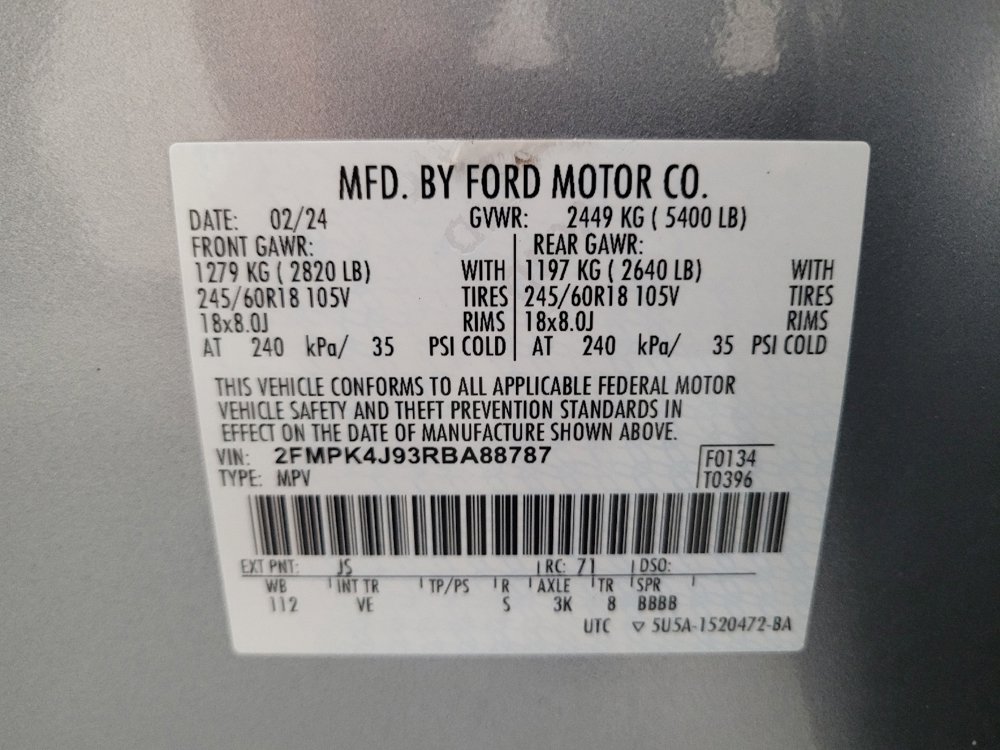 MFD. BY FORD MOTOR CO.
DATE: 02/24 GVWR: 2449 KG ( 5400 LB)
FRONT GAWR: REAR GAWR:
1279 KG ( 2820 LB) WITH 1197 KG ( 2640 LB) WITH
245/60R18 105V TIRES 245/60R18 105V TIRES
18x8.0J RIMS 18x8.0J RIMS
AT 240 kPa/ 35 PSI COLD AT 240 kPa/ 35 PSI COLD
THIS VEHICLE CONFORMS TO ALL APPLICABLE FEDERAL MOTOR
VEHICLE SAFETY AND THEFT PREVENTION STANDARDS IN
EFFECT ON THE DATE OF MANUFACTURE SHOWN ABOVE.
VIN: 2FMPK4J93RBA88787 F0134
TYPE: MPV T0396
EXT PNT: JS RC: 71 DSO:
WB INT TR TP/PS R AXLE TR SPR
112 VE S 3K 8 BBBB
UTC ▽ 5U5A-1520472-BA